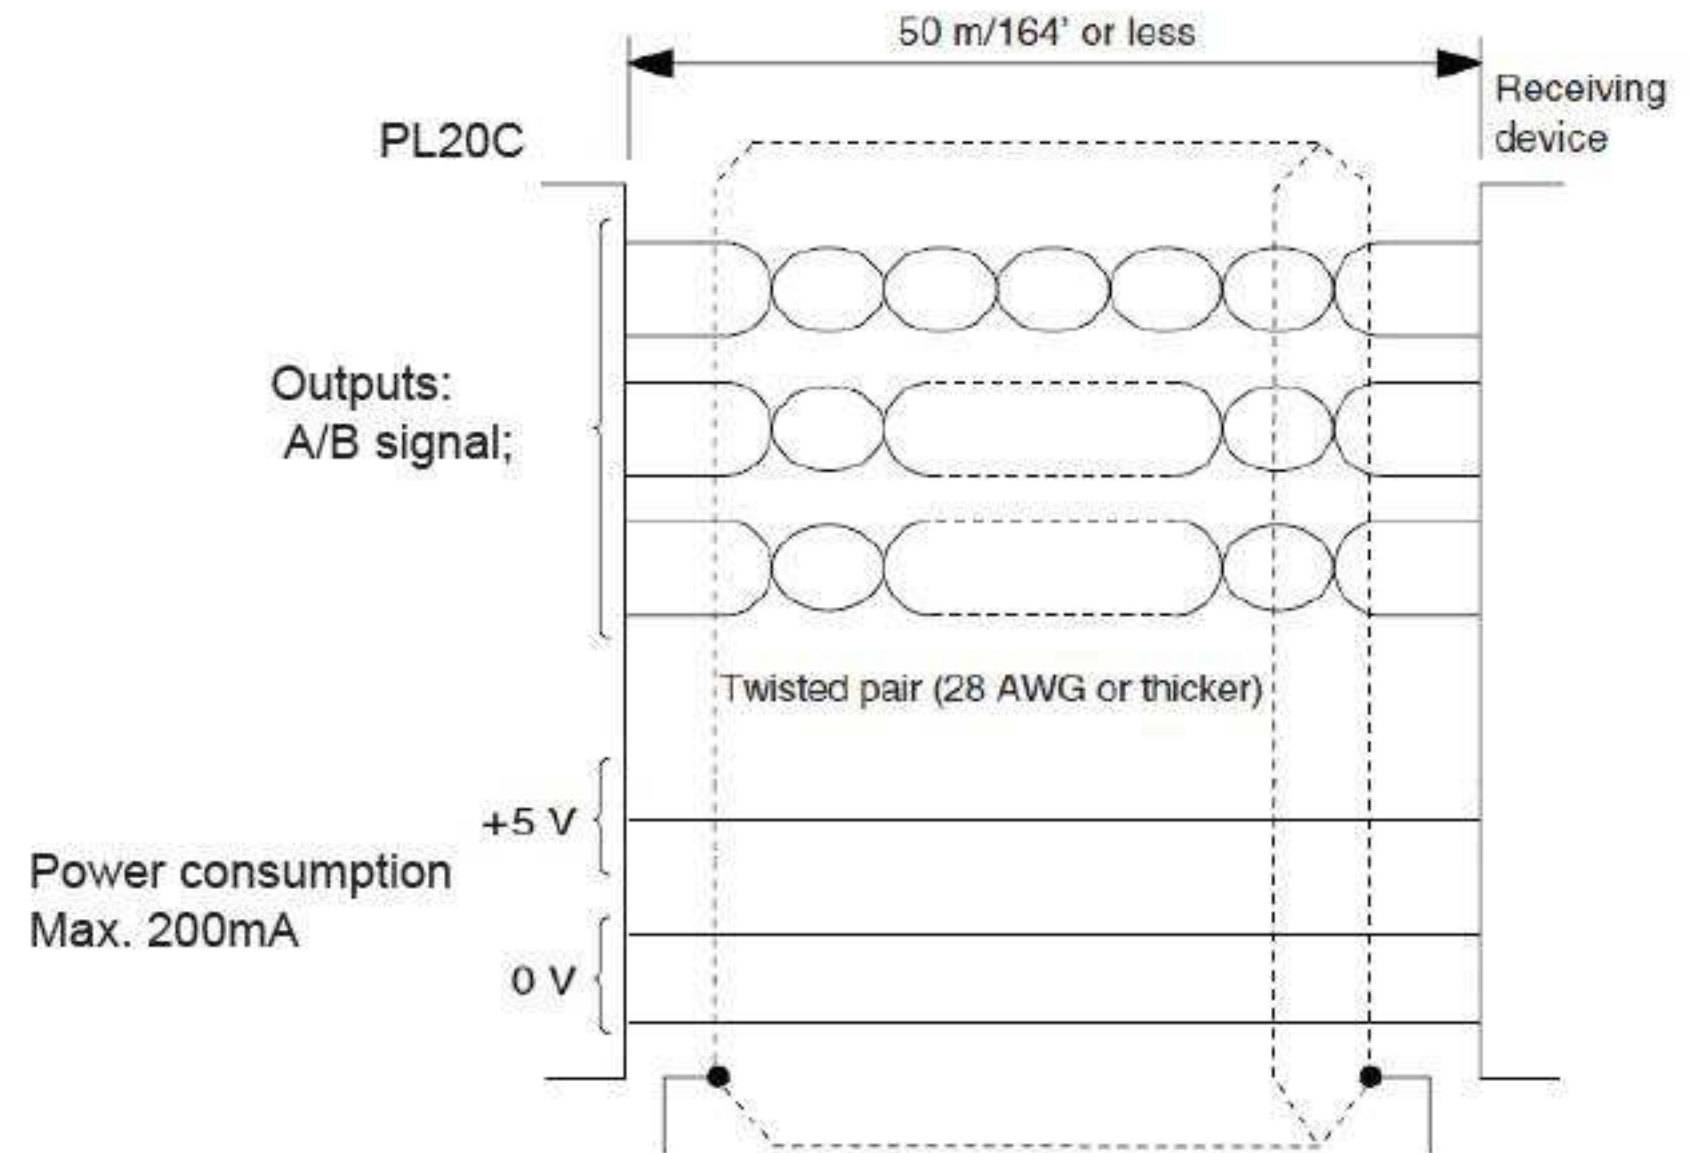 50 m/164' or less
Receiving
device
PL20C
Outputs:
A/B signal;
Twisted pair (28 AWG or thicker)
+5 V
Power consumption
Max. 200mA
0 V